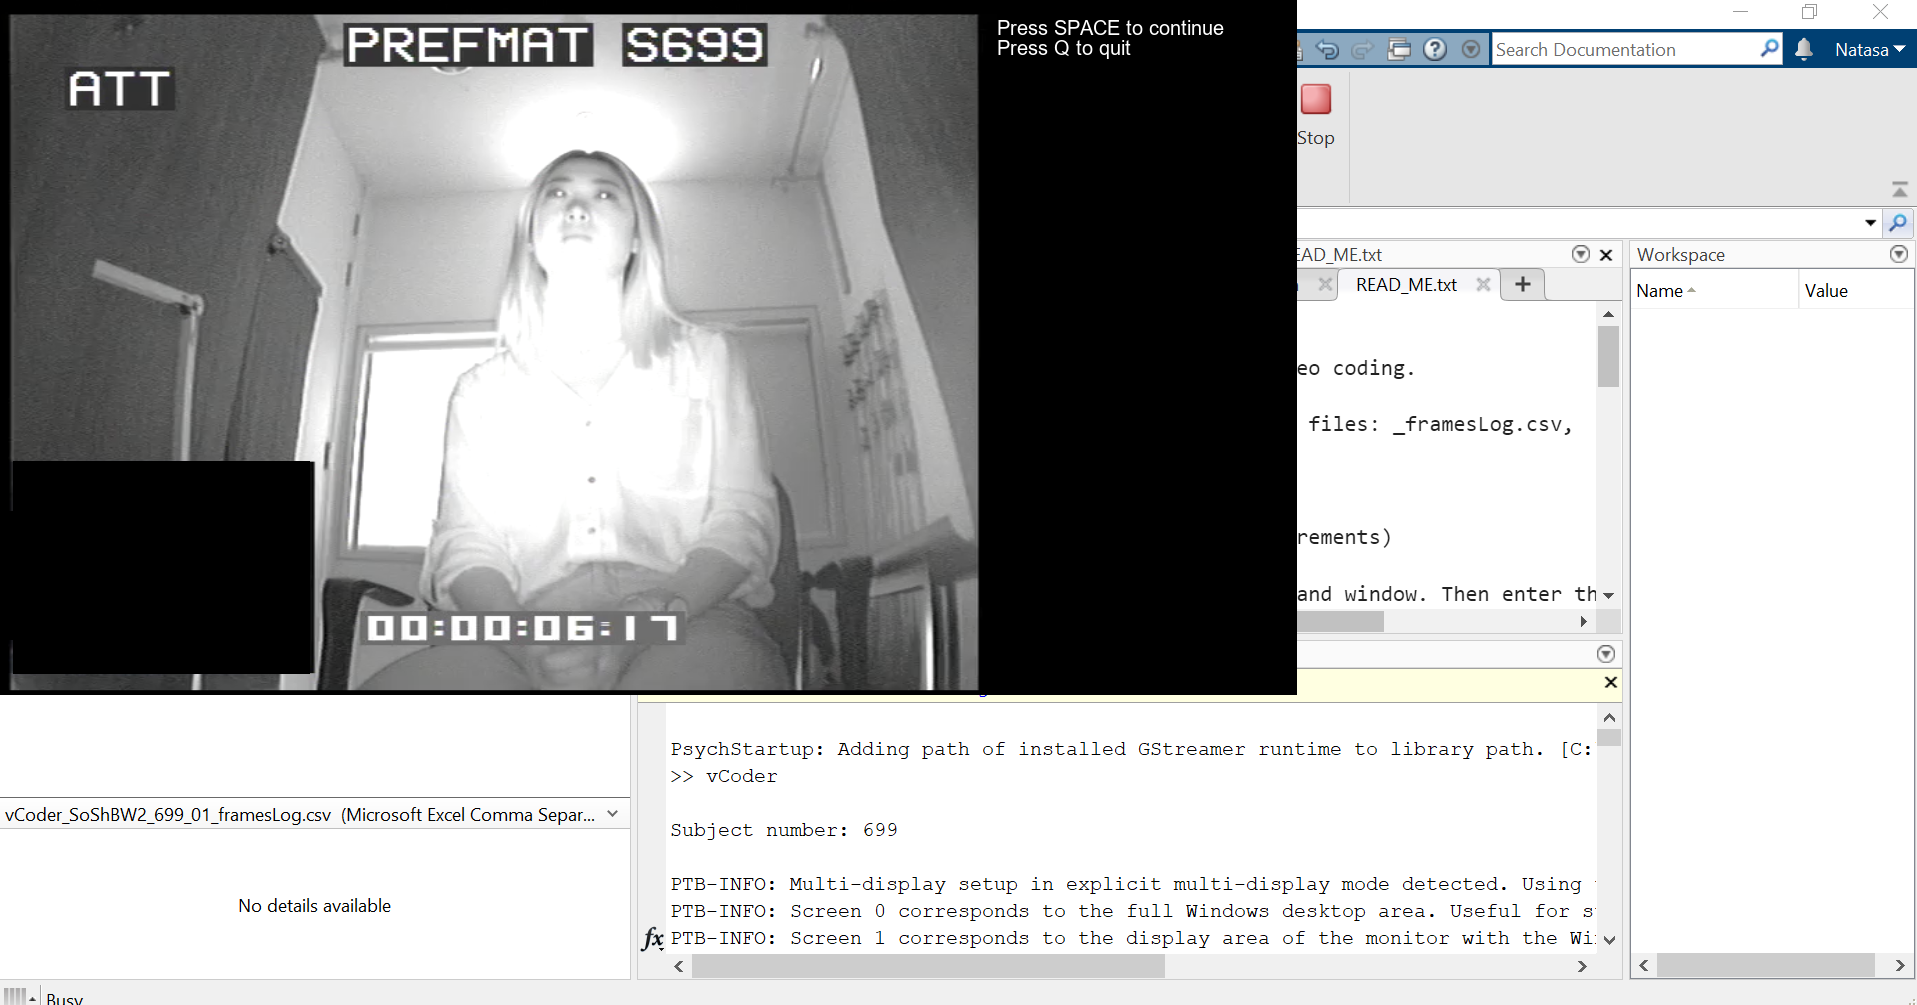 PREFMAT S699
ATT
00:00:06:17
Press SPACE to continue
Press Q to quit
Search Documentation
Natasa
Stop
EAD_ME.txt
READ_ME.txt
eo coding.
files: _framesLog.csv,
rements)
and window. Then enter th
Workspace
Name
Value
vCoder_SoShBW2_699_01_framesLog.csv (Microsoft Excel Comma Separ...
No details available
PsychStartup: Adding path of installed GStreamer runtime to library path. [C:
>> vCoder
Subject number: 699
PTB-INFO: Multi-display setup in explicit multi-display mode detected. Using
PTB-INFO: Screen 0 corresponds to the full Windows desktop area. Useful for s
fx PTB-INFO: Screen 1 corresponds to the display area of the monitor with the Wi
Busy